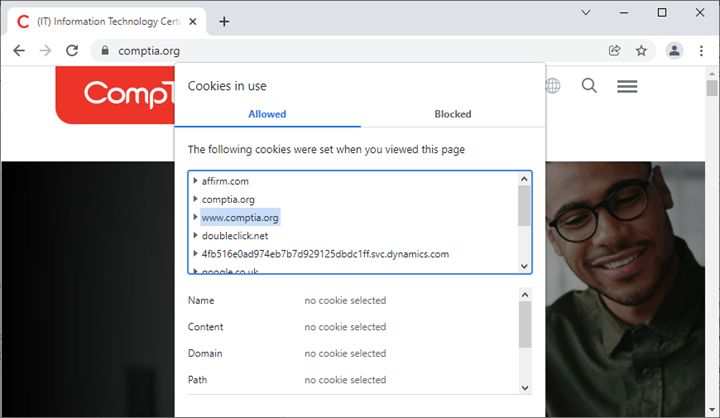 (IT) Information Technology Certi
comptia.org
CompT
Cookies in use
Allowed Blocked
The following cookies were set when you viewed this page
affirm.com
comptia.org
www.comptia.org
doubleclick.net
4fb516e0ad974eb7b7d929125dbdc1ff.svc.dynamics.com
google.co.uk
Name no cookie selected
Content no cookie selected
Domain no cookie selected
Path no cookie selected